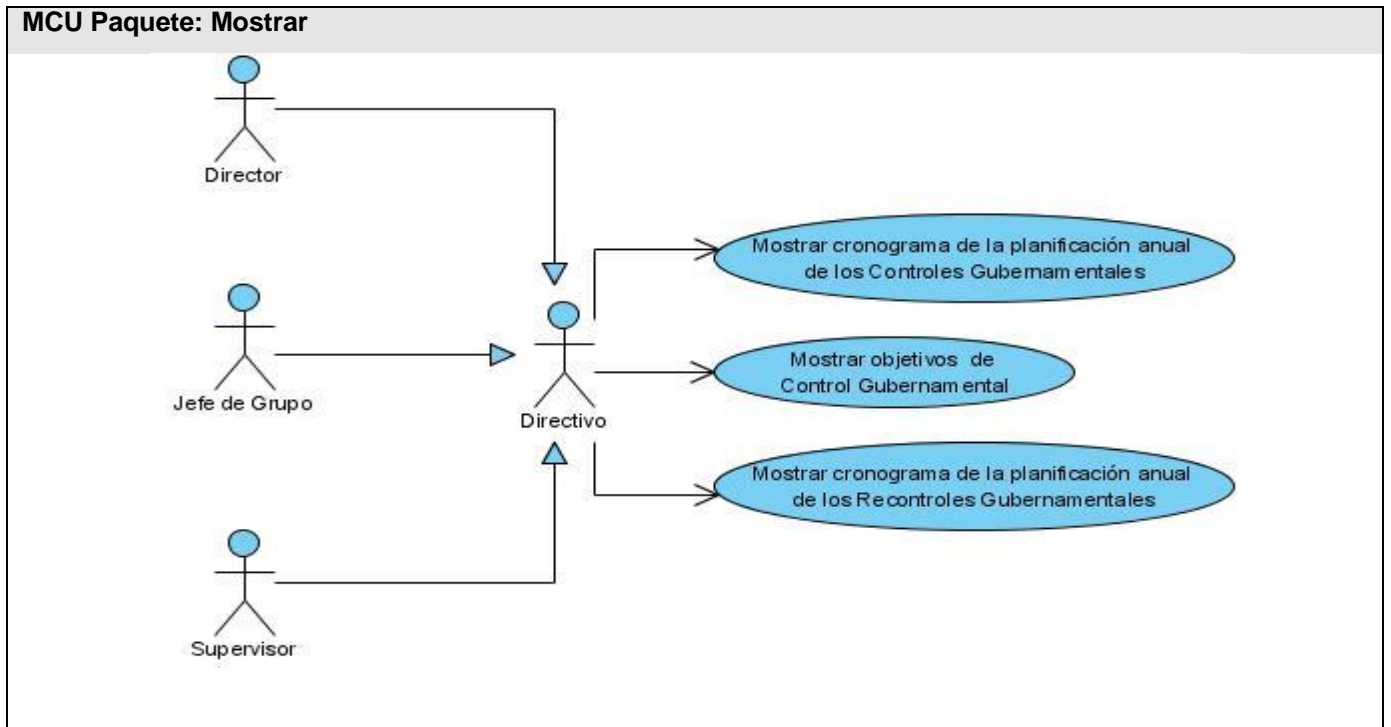 MCU Paquete: Mostrar
Director
Mostrar cronograma de la planificación anual
de los Controles Gubernamentales
Mostrar objetivos de
Control Gubernamental
Jefe de Grupo
Directivo
Mostrar cronograma de la planificación anual
de los Recontroles Gubernamentales
Supervisor